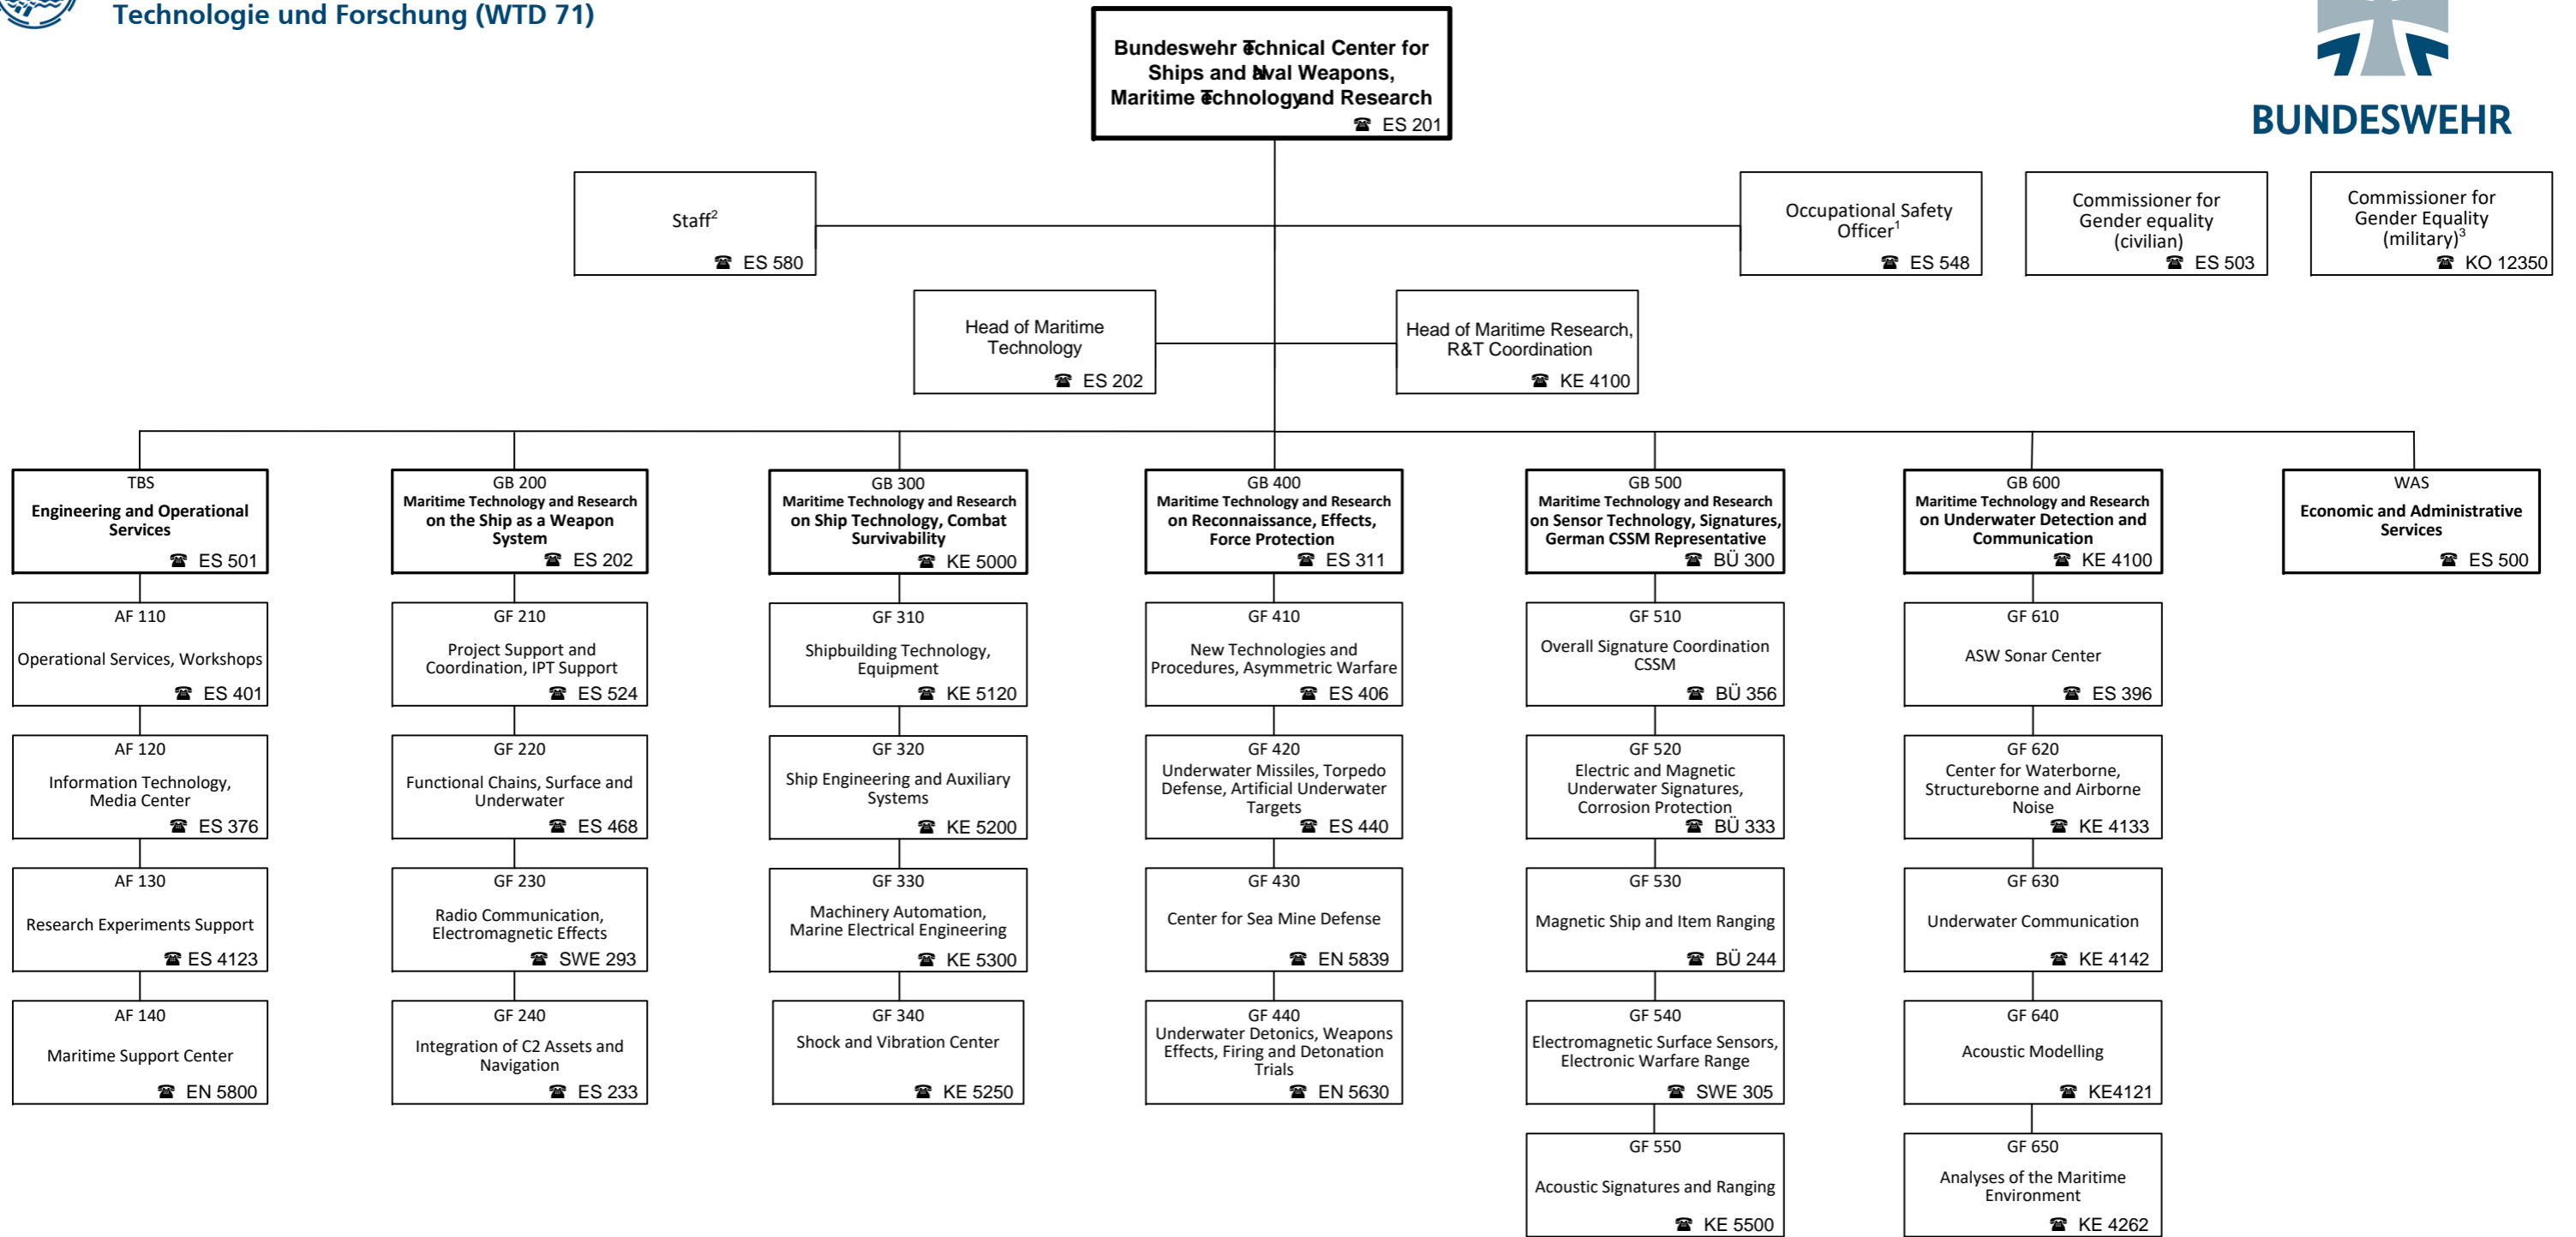 Technologie und Forschung (WTD 71)
BUNDESWEHR
Bundeswehr Technical Center for
Ships and Naval Weapons,
Maritime Technology and Research
☎ ES 201
Staff²
☎ ES 580
Occupational Safety
Officer¹
☎ ES 548
Commissioner for
Gender equality
(civilian)
☎ ES 503
Commissioner for
Gender Equality
(military)³
☎ KO 12350
Head of Maritime
Technology
☎ ES 202
Head of Maritime Research,
R&T Coordination
☎ KE 4100
TBS
Engineering and Operational
Services
☎ ES 501
AF 110
Operational Services, Workshops
☎ ES 401
AF 120
Information Technology,
Media Center
☎ ES 376
AF 130
Research Experiments Support
☎ ES 4123
AF 140
Maritime Support Center
☎ EN 5800
GB 200
Maritime Technology and Research
on the Ship as a Weapon
System
☎ ES 202
GF 210
Project Support and
Coordination, IPT Support
☎ ES 524
GF 220
Functional Chains, Surface and
Underwater
☎ ES 468
GF 230
Radio Communication,
Electromagnetic Effects
☎ SWE 293
GF 240
Integration of C2 Assets and
Navigation
☎ ES 233
GB 300
Maritime Technology and Research
on Ship Technology, Combat
Survivability
☎ KE 5000
GF 310
Shipbuilding Technology,
Equipment
☎ KE 5120
GF 320
Ship Engineering and Auxiliary
Systems
☎ KE 5200
GF 330
Machinery Automation,
Marine Electrical Engineering
☎ KE 5300
GF 340
Shock and Vibration Center
☎ KE 5250
GB 400
Maritime Technology and Research
on Reconnaissance, Effects,
Force Protection
☎ ES 311
GF 410
New Technologies and
Procedures, Asymmetric Warfare
☎ ES 406
GF 420
Underwater Missiles, Torpedo
Defense, Artificial Underwater
Targets
☎ ES 440
GF 430
Center for Sea Mine Defense
☎ EN 5839
GF 440
Underwater Detonics, Weapons
Effects, Firing and Detonation
Trials
☎ EN 5630
GB 500
Maritime Technology and Research
on Sensor Technology, Signatures,
German CSSM Representative
☎ BÜ 300
GF 510
Overall Signature Coordination
CSSM
☎ BÜ 356
GF 520
Electric and Magnetic
Underwater Signatures,
Corrosion Protection
☎ BÜ 333
GF 530
Magnetic Ship and Item Ranging
☎ BÜ 244
GF 540
Electromagnetic Surface Sensors,
Electronic Warfare Range
☎ SWE 305
GF 550
Acoustic Signatures and Ranging
☎ KE 5500
GB 600
Maritime Technology and Research
on Underwater Detection and
Communication
☎ KE 4100
GF 610
ASW Sonar Center
☎ ES 396
GF 620
Center for Waterborne,
Structureborne and Airborne
Noise
☎ KE 4133
GF 630
Underwater Communication
☎ KE 4142
GF 640
Acoustic Modelling
☎ KE4121
GF 650
Analyses of the Maritime
Environment
☎ KE 4262
WAS
Economic and Administrative
Services
☎ ES 500